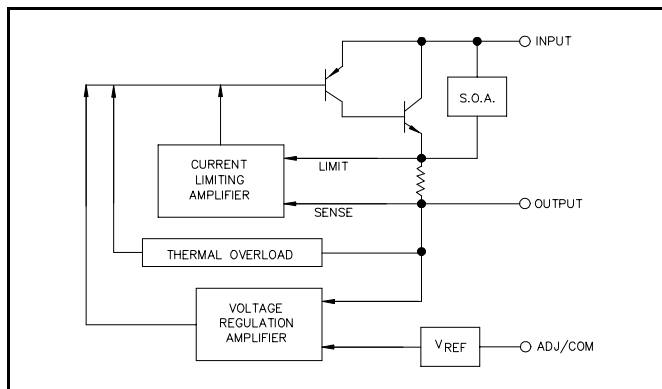 INPUT
S.O.A.
CURRENT
LIMITING
AMPLIFIER
LIMIT
SENSE
OUTPUT
THERMAL OVERLOAD
VOLTAGE
REGULATION
AMPLIFIER
VREF
ADJ/COM